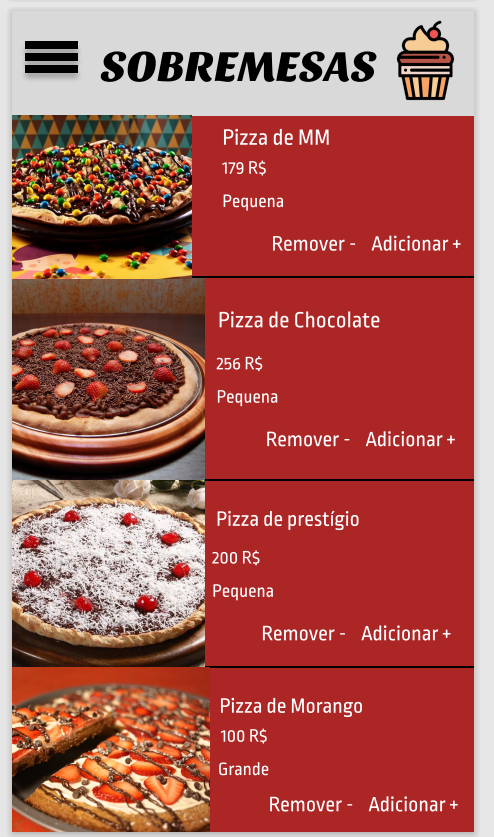 SOBREMESAS
Pizza de MM
179 R$
Pequena
Remover - Adicionar +
Pizza de Chocolate
256 R$
Pequena
Remover - Adicionar +
Pizza de prestígio
200 R$
Pequena
Remover - Adicionar +
Pizza de Morango
100 R$
Grande
Remover - Adicionar +